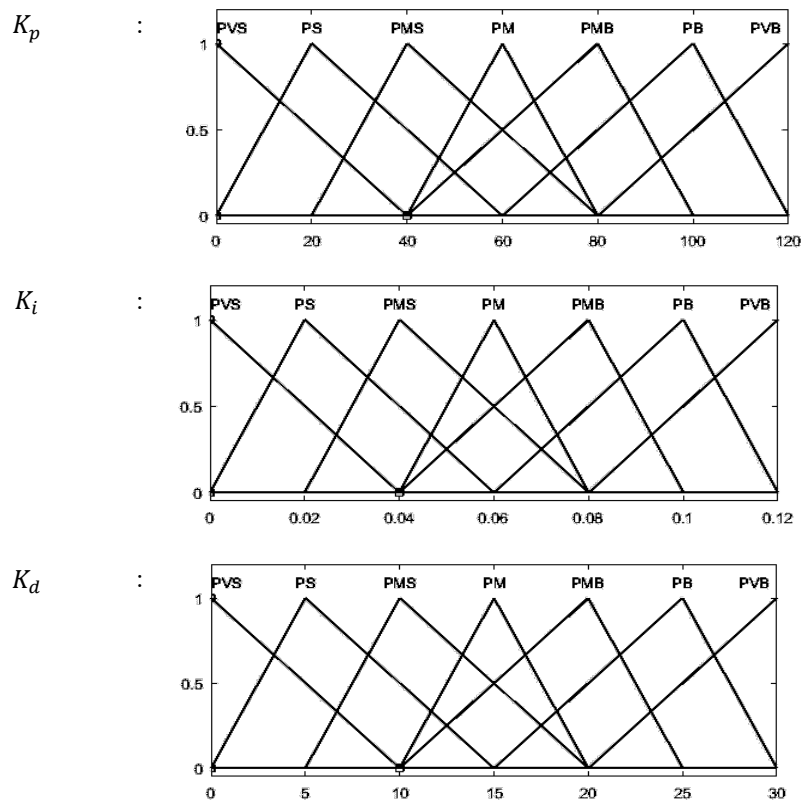 K_p : PVS PS PMS PM PMB PB PVB
1
0.5
0
0 20 40 60 80 100 120
K_i : PVS PS PMS PM PMB PB PVB
1
0.5
0
0 0.02 0.04 0.06 0.08 0.1 0.12
K_d : PVS PS PMS PM PMB PB PVB
1
0.5
0
0 5 10 15 20 25 30